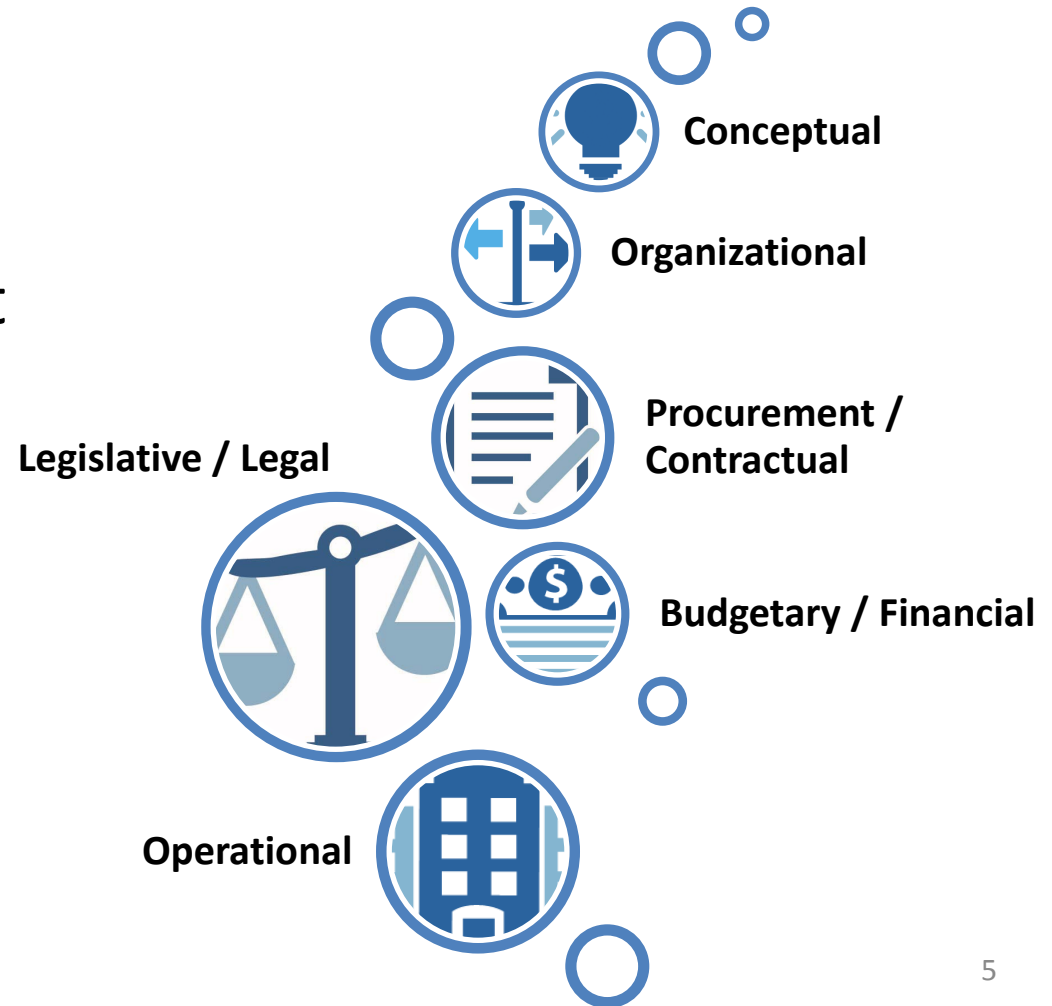 Conceptual
Organizational
t
Procurement /
Contractual
Legislative / Legal
$
Budgetary / Financial
Operational
5